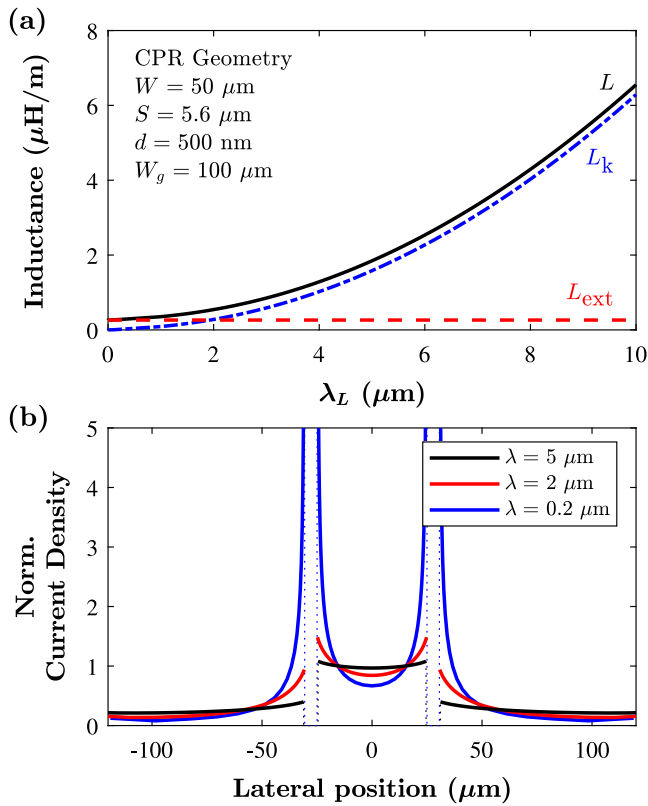 (a)
CPR Geometry
W = 50 μm
S = 5.6 μm
d = 500 nm
W_g = 100 μm
L
L_k
L_ext
Inductance (μH/m)
8
6
4
2
0
0 2 4 6 8 10
λ_L (μm)
(b)
λ = 5 μm
λ = 2 μm
λ = 0.2 μm
Norm.
Current Density
5
4
3
2
1
0
-100 -50 0 50 100
Lateral position (μm)